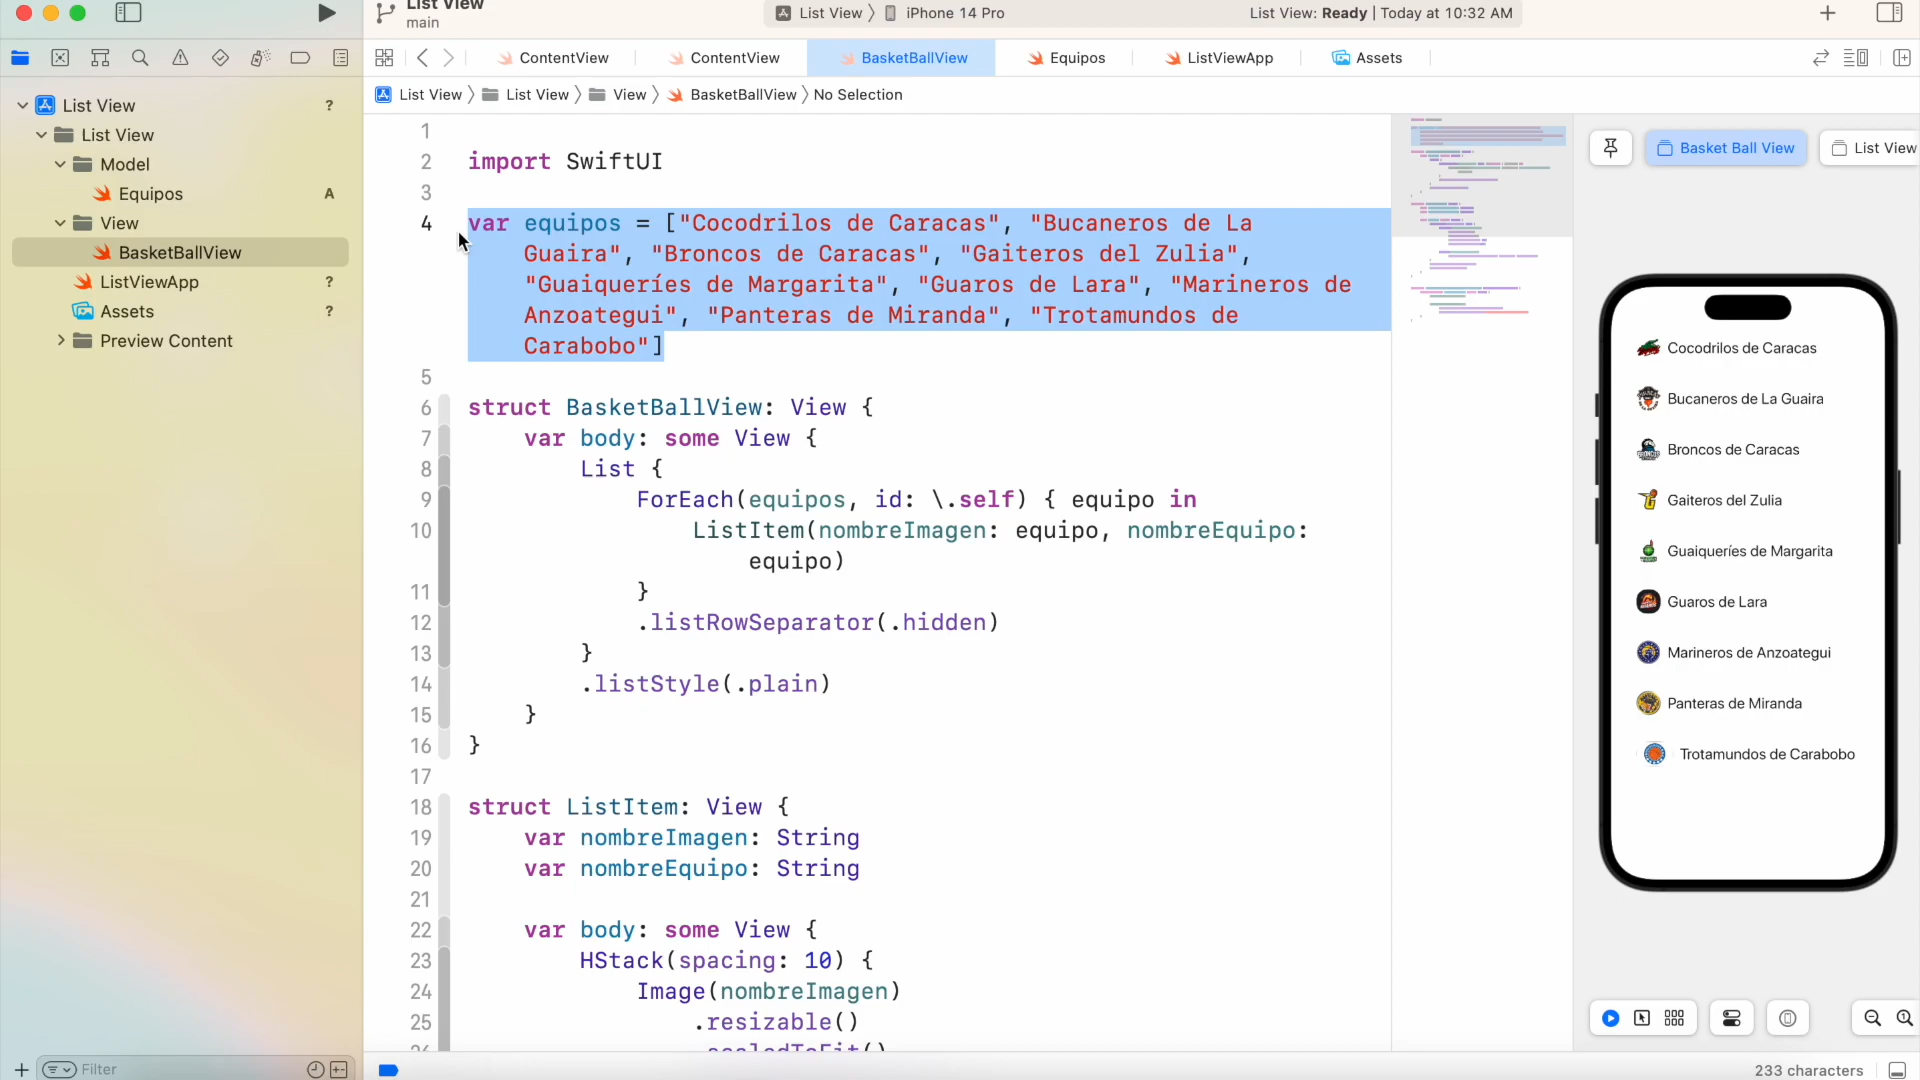 List View
main
List View
iPhone 14 Pro
List View: Ready | Today at 10:32 AM
ContentView
ContentView
BasketBallView
Equipos
ListViewApp
Assets
List View
List View
View
BasketBallView
No Selection
List View ?
List View
Model
Equipos A
View
BasketBallView
ListViewApp ?
Assets ?
Preview Content
Filter
1
2 import SwiftUI
3
4 var equipos = ["Cocodrilos de Caracas", "Bucaneros de La
Guaira", "Broncos de Caracas", "Gaiteros del Zulia",
"Guaiqueríes de Margarita", "Guaros de Lara", "Marineros de
Anzoategui", "Panteras de Miranda", "Trotamundos de
Carabobo"]
5
6 struct BasketBallView: View {
7 var body: some View {
8 List {
9 ForEach(equipos, id: \.self) { equipo in
10 ListItem(nombreImagen: equipo, nombreEquipo:
equipo)
11 }
12 .listRowSeparator(.hidden)
13 }
14 .listStyle(.plain)
15 }
16 }
17
18 struct ListItem: View {
19 var nombreImagen: String
20 var nombreEquipo: String
21
22 var body: some View {
23 HStack(spacing: 10) {
24 Image(nombreImagen)
25 .resizable()
26 .scaledToFit()
Basket Ball View
List View
Cocodrilos de Caracas
Bucaneros de La Guaira
Broncos de Caracas
Gaiteros del Zulia
Guaiqueríes de Margarita
Guaros de Lara
Marineros de Anzoategui
Panteras de Miranda
Trotamundos de Carabobo
233 characters